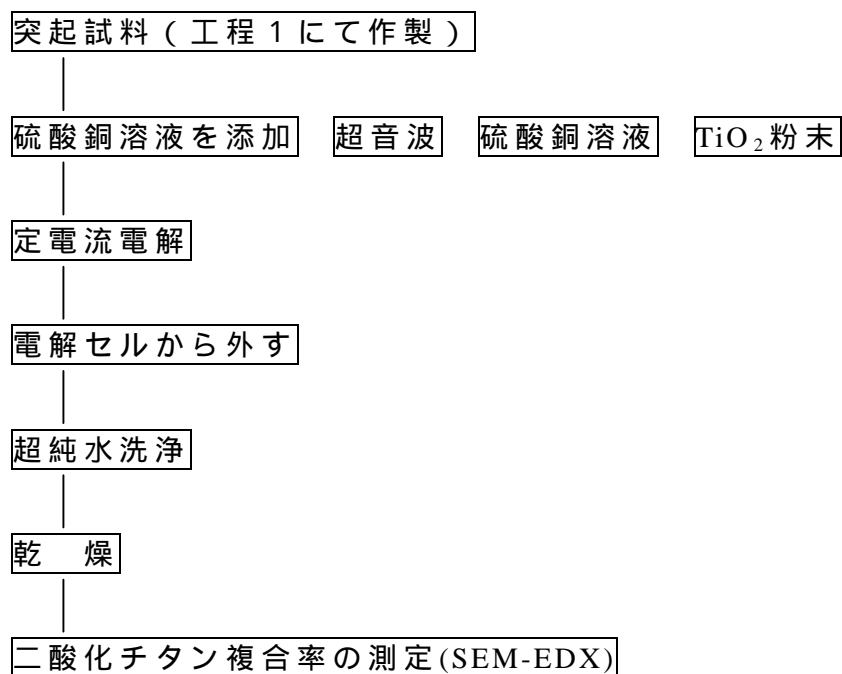 突起試料(工程1にて作製)
硫酸銅溶液を添加 超音波 硫酸銅溶液 TiO₂粉末
定電流電解
電解セルから外す
超純水洗浄
乾 燥
二酸化チタン複合率の測定(SEM-EDX)